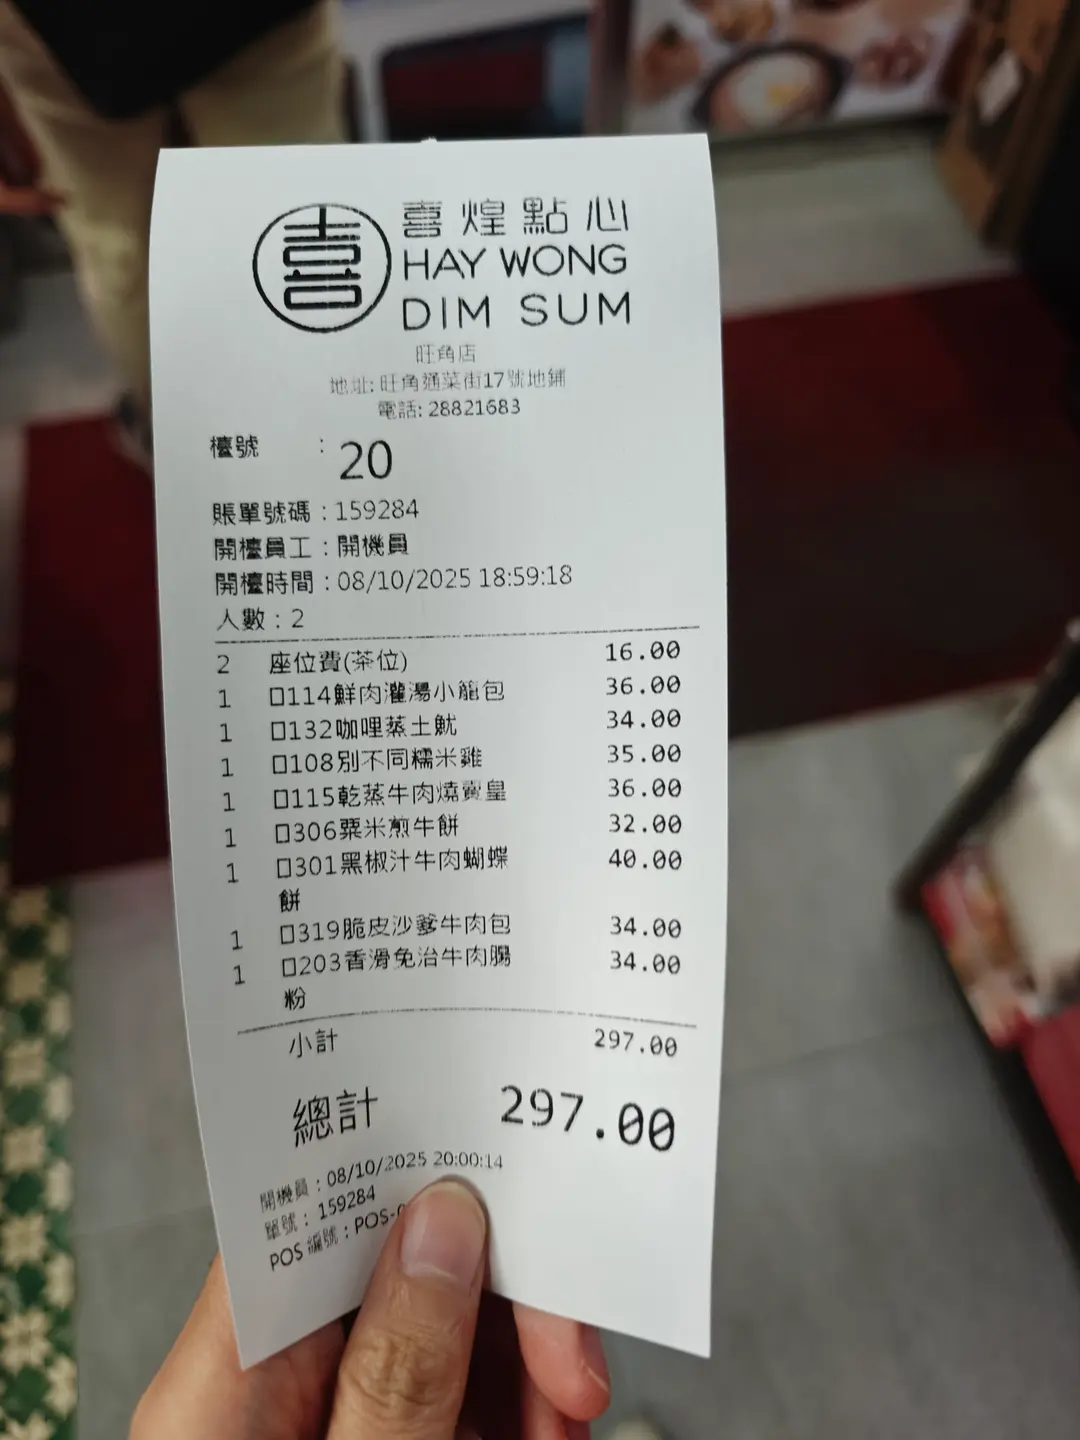 喜
喜煌點心
HAY WONG
DIM SUM
旺角店
地址: 旺角通菜街17號地鋪
電話: 28821683
檯號 : 20
賬單號碼 : 159284
開檯員工 : 開機員
開檯時間 : 08/10/2025 18:59:18
人數 : 2
2 座位費(茶位) 16.00
1 □114鮮肉灌湯小籠包 36.00
1 □132咖哩蒸土魷 34.00
1 □108別不同糯米雞 35.00
1 □115乾蒸牛肉燒賣皇 36.00
1 □306粟米煎牛餅 32.00
1 □301黑椒汁牛肉蝴蝶 40.00
餅
1 □319脆皮沙爹牛肉包 34.00
1 □203香滑免治牛肉腸 34.00
粉
小計 297.00
總計 297.00
開機員 : 08/10/2025 20:00:14
單號 : 159284
POS 編號 : POS-